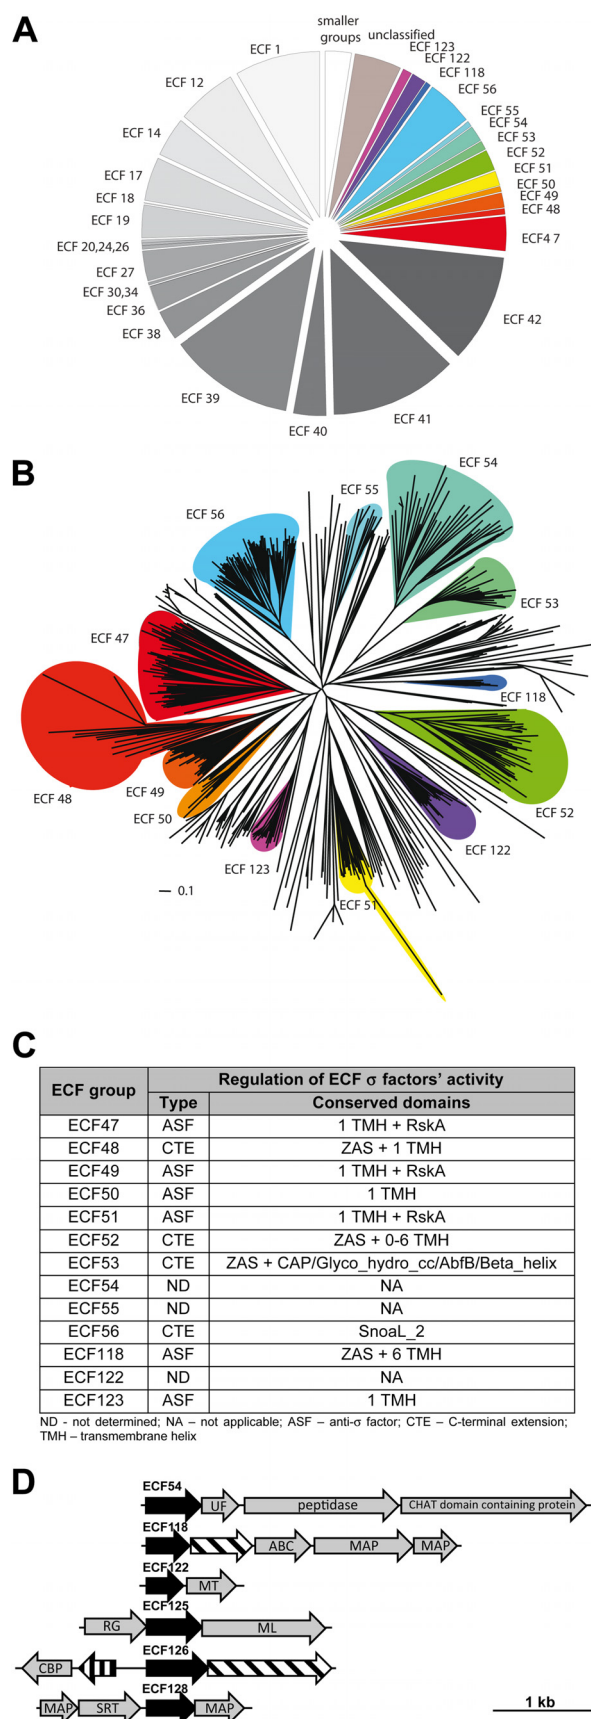 A
smaller
groups
unclassified
ECF 123
ECF 122
ECF 118
ECF 56
ECF 55
ECF 54
ECF 53
ECF 52
ECF 51
ECF 50
ECF 49
ECF 48
ECF4 7
ECF 42
ECF 41
ECF 40
ECF 39
ECF 38
ECF 36
ECF 30,34
ECF 27
ECF 20,24,26
ECF 19
ECF 18
ECF 17
ECF 14
ECF 12
ECF 1
B
ECF 54
ECF 55
ECF 56
ECF 53
ECF 47
ECF 118
ECF 48
ECF 49
ECF 50
ECF 52
ECF 122
ECF 123
ECF 51
0.1
C
ECF group Regulation of ECF σ factors' activity
Type Conserved domains
ECF47 ASF 1 TMH + RskA
ECF48 CTE ZAS + 1 TMH
ECF49 ASF 1 TMH + RskA
ECF50 ASF 1 TMH
ECF51 ASF 1 TMH + RskA
ECF52 CTE ZAS + 0-6 TMH
ECF53 CTE ZAS + CAP/Glyco_hydro_cc/AbfB/Beta_helix
ECF54 ND NA
ECF55 ND NA
ECF56 CTE SnoaL_2
ECF118 ASF ZAS + 6 TMH
ECF122 ND NA
ECF123 ASF 1 TMH
ND - not determined; NA – not applicable; ASF – anti-σ factor; CTE – C-terminal extension;
TMH – transmembrane helix
D
ECF54
UF peptidase CHAT domain containing protein
ECF118
ABC MAP MAP
ECF122
MT
ECF125
RG ML
ECF126
CBP
ECF128
MAP SRT MAP
1 kb